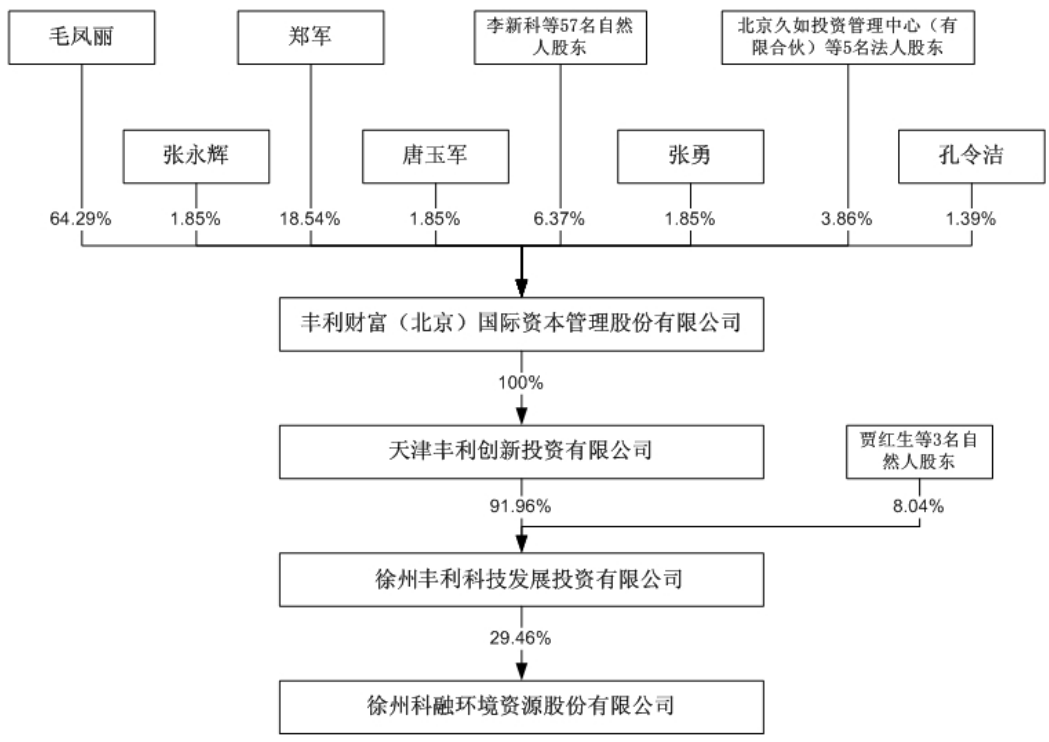 毛凤丽
郑军
李新科等57名自然
人股东
北京久如投资管理中心（有
限合伙）等5名法人股东
张永辉
唐玉军
张勇
孔令洁
64.29%
1.85%
18.54%
1.85%
6.37%
1.85%
3.86%
1.39%
丰利财富（北京）国际资本管理股份有限公司
100%
天津丰利创新投资有限公司
贾红生等3名自
然人股东
91.96%
8.04%
徐州丰利科技发展投资有限公司
29.46%
徐州科融环境资源股份有限公司